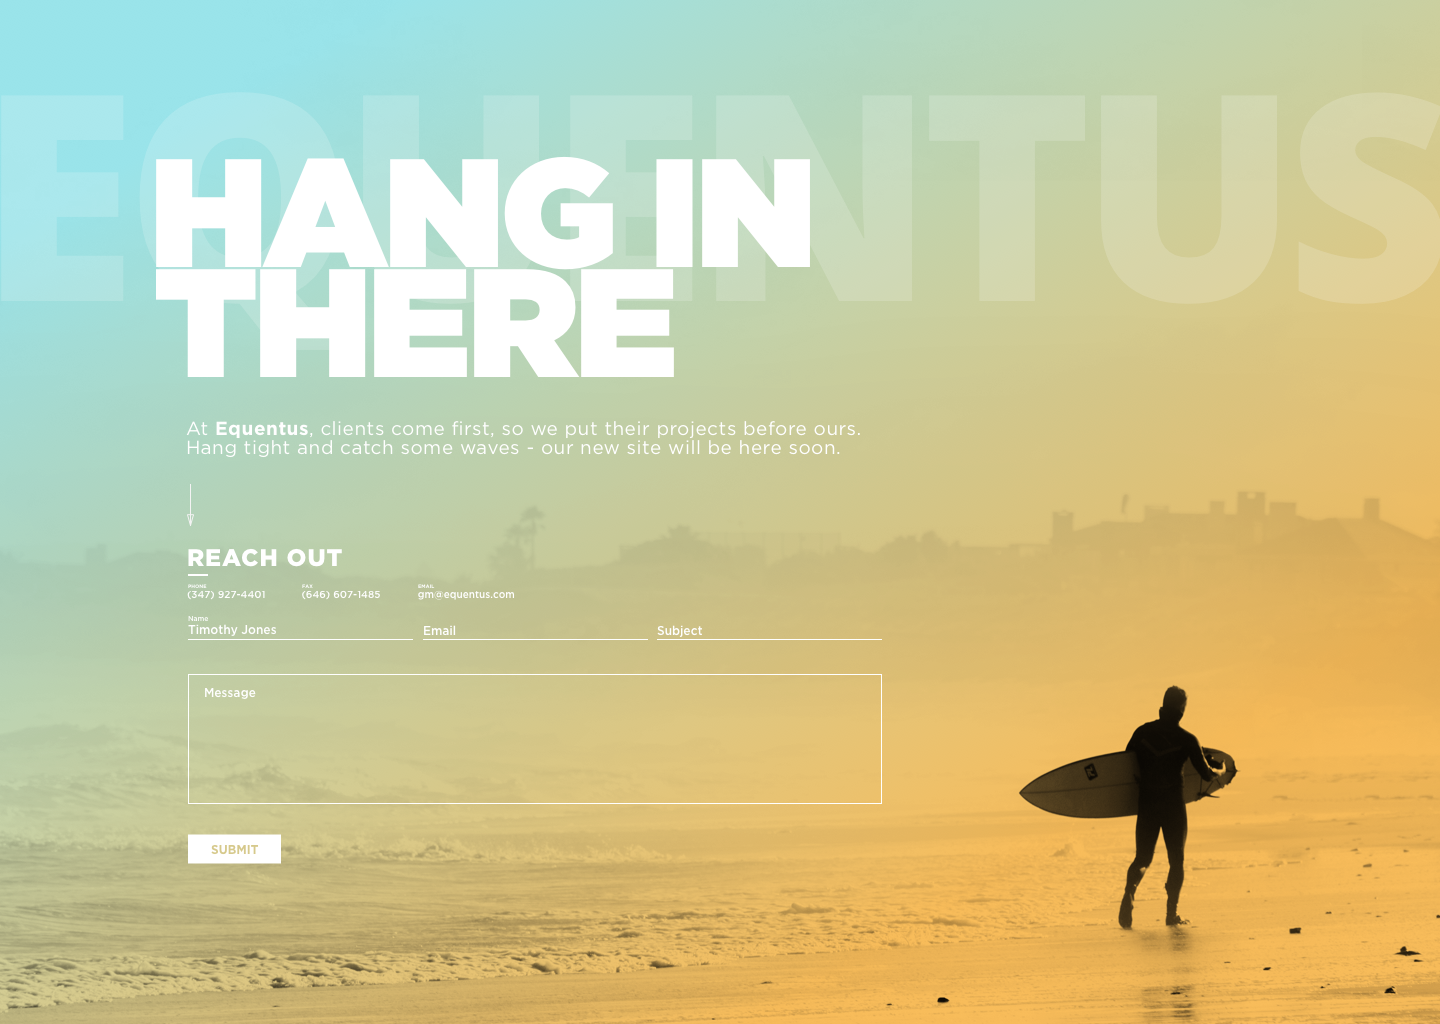 EQUENTUS
HANG IN
THERE
At Equentus, clients come first, so we put their projects before ours.
Hang tight and catch some waves - our new site will be here soon.
REACH OUT
PHONE FAX EMAIL
(347) 927-4401 (646) 607-1485 gm@equentus.com
Name
Timothy Jones Email Subject
Message
SUBMIT